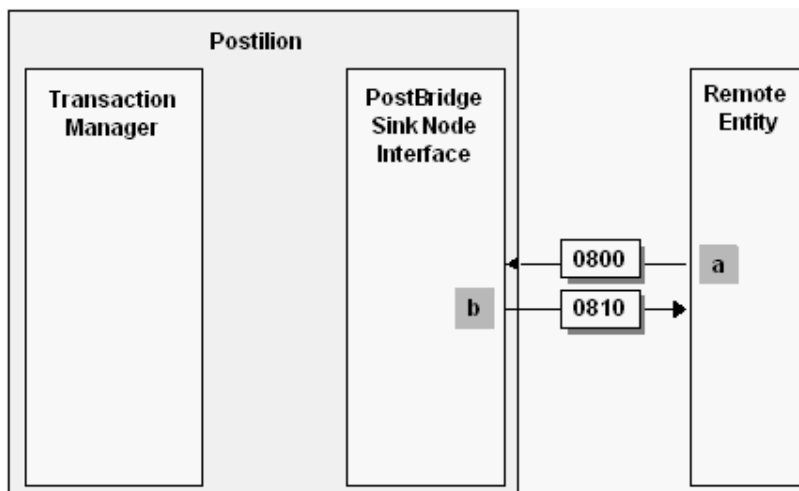 Postilion
Transaction
Manager
PostBridge
Sink Node
Interface
Remote
Entity
0800
a
b
0810